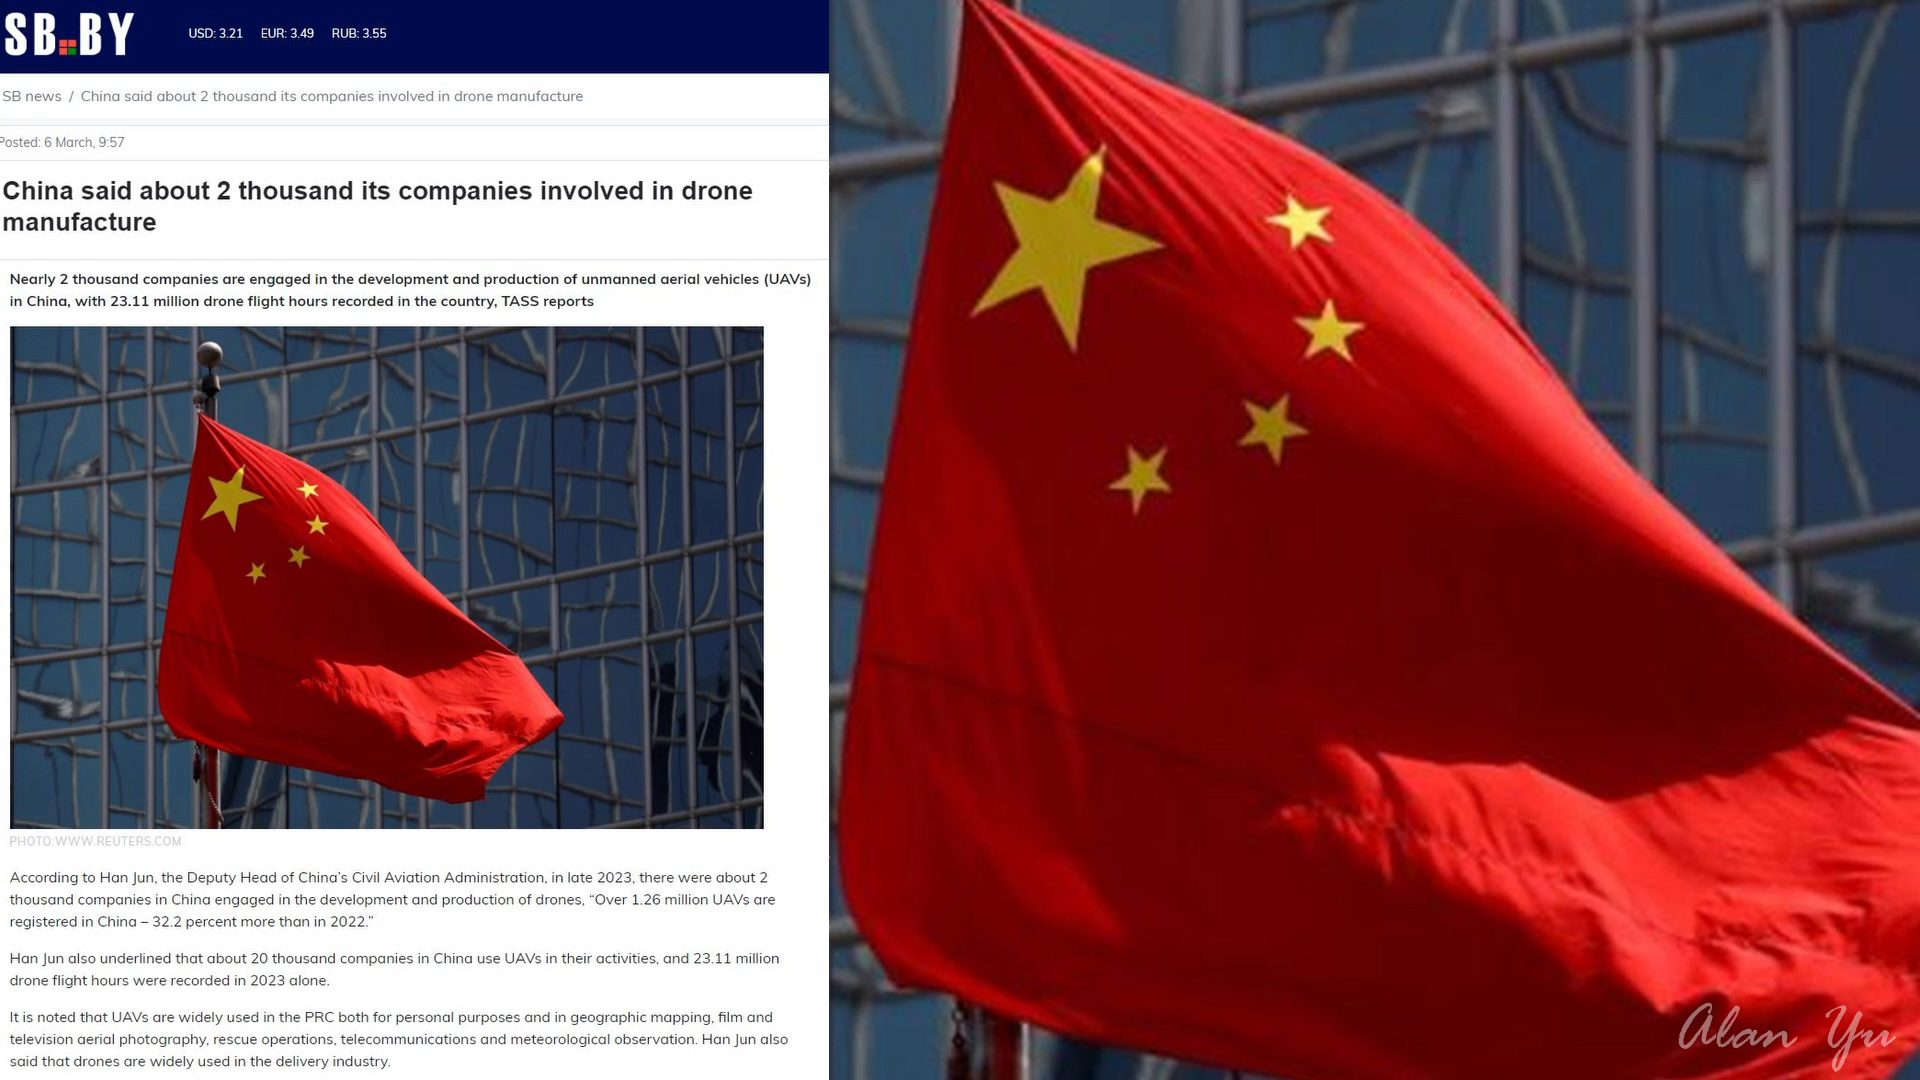 SB BY
USD: 3.21 EUR: 3.49 RUB: 3.55
SB news / China said about 2 thousand its companies involved in drone manufacture
Posted: 6 March, 9:57
China said about 2 thousand its companies involved in drone
manufacture
Nearly 2 thousand companies are engaged in the development and production of unmanned aerial vehicles (UAVs)
in China, with 23.11 million drone flight hours recorded in the country, TASS reports
PHOTO:WWW.REUTERS.COM
According to Han Jun, the Deputy Head of China’s Civil Aviation Administration, in late 2023, there were about 2
thousand companies in China engaged in the development and production of drones, “Over 1.26 million UAVs are
registered in China – 32.2 percent more than in 2022.”
Han Jun also underlined that about 20 thousand companies in China use UAVs in their activities, and 23.11 million
drone flight hours were recorded in 2023 alone.
It is noted that UAVs are widely used in the PRC both for personal purposes and in geographic mapping, film and
television aerial photography, rescue operations, telecommunications and meteorological observation. Han Jun also
said that drones are widely used in the delivery industry.
Alan Yu